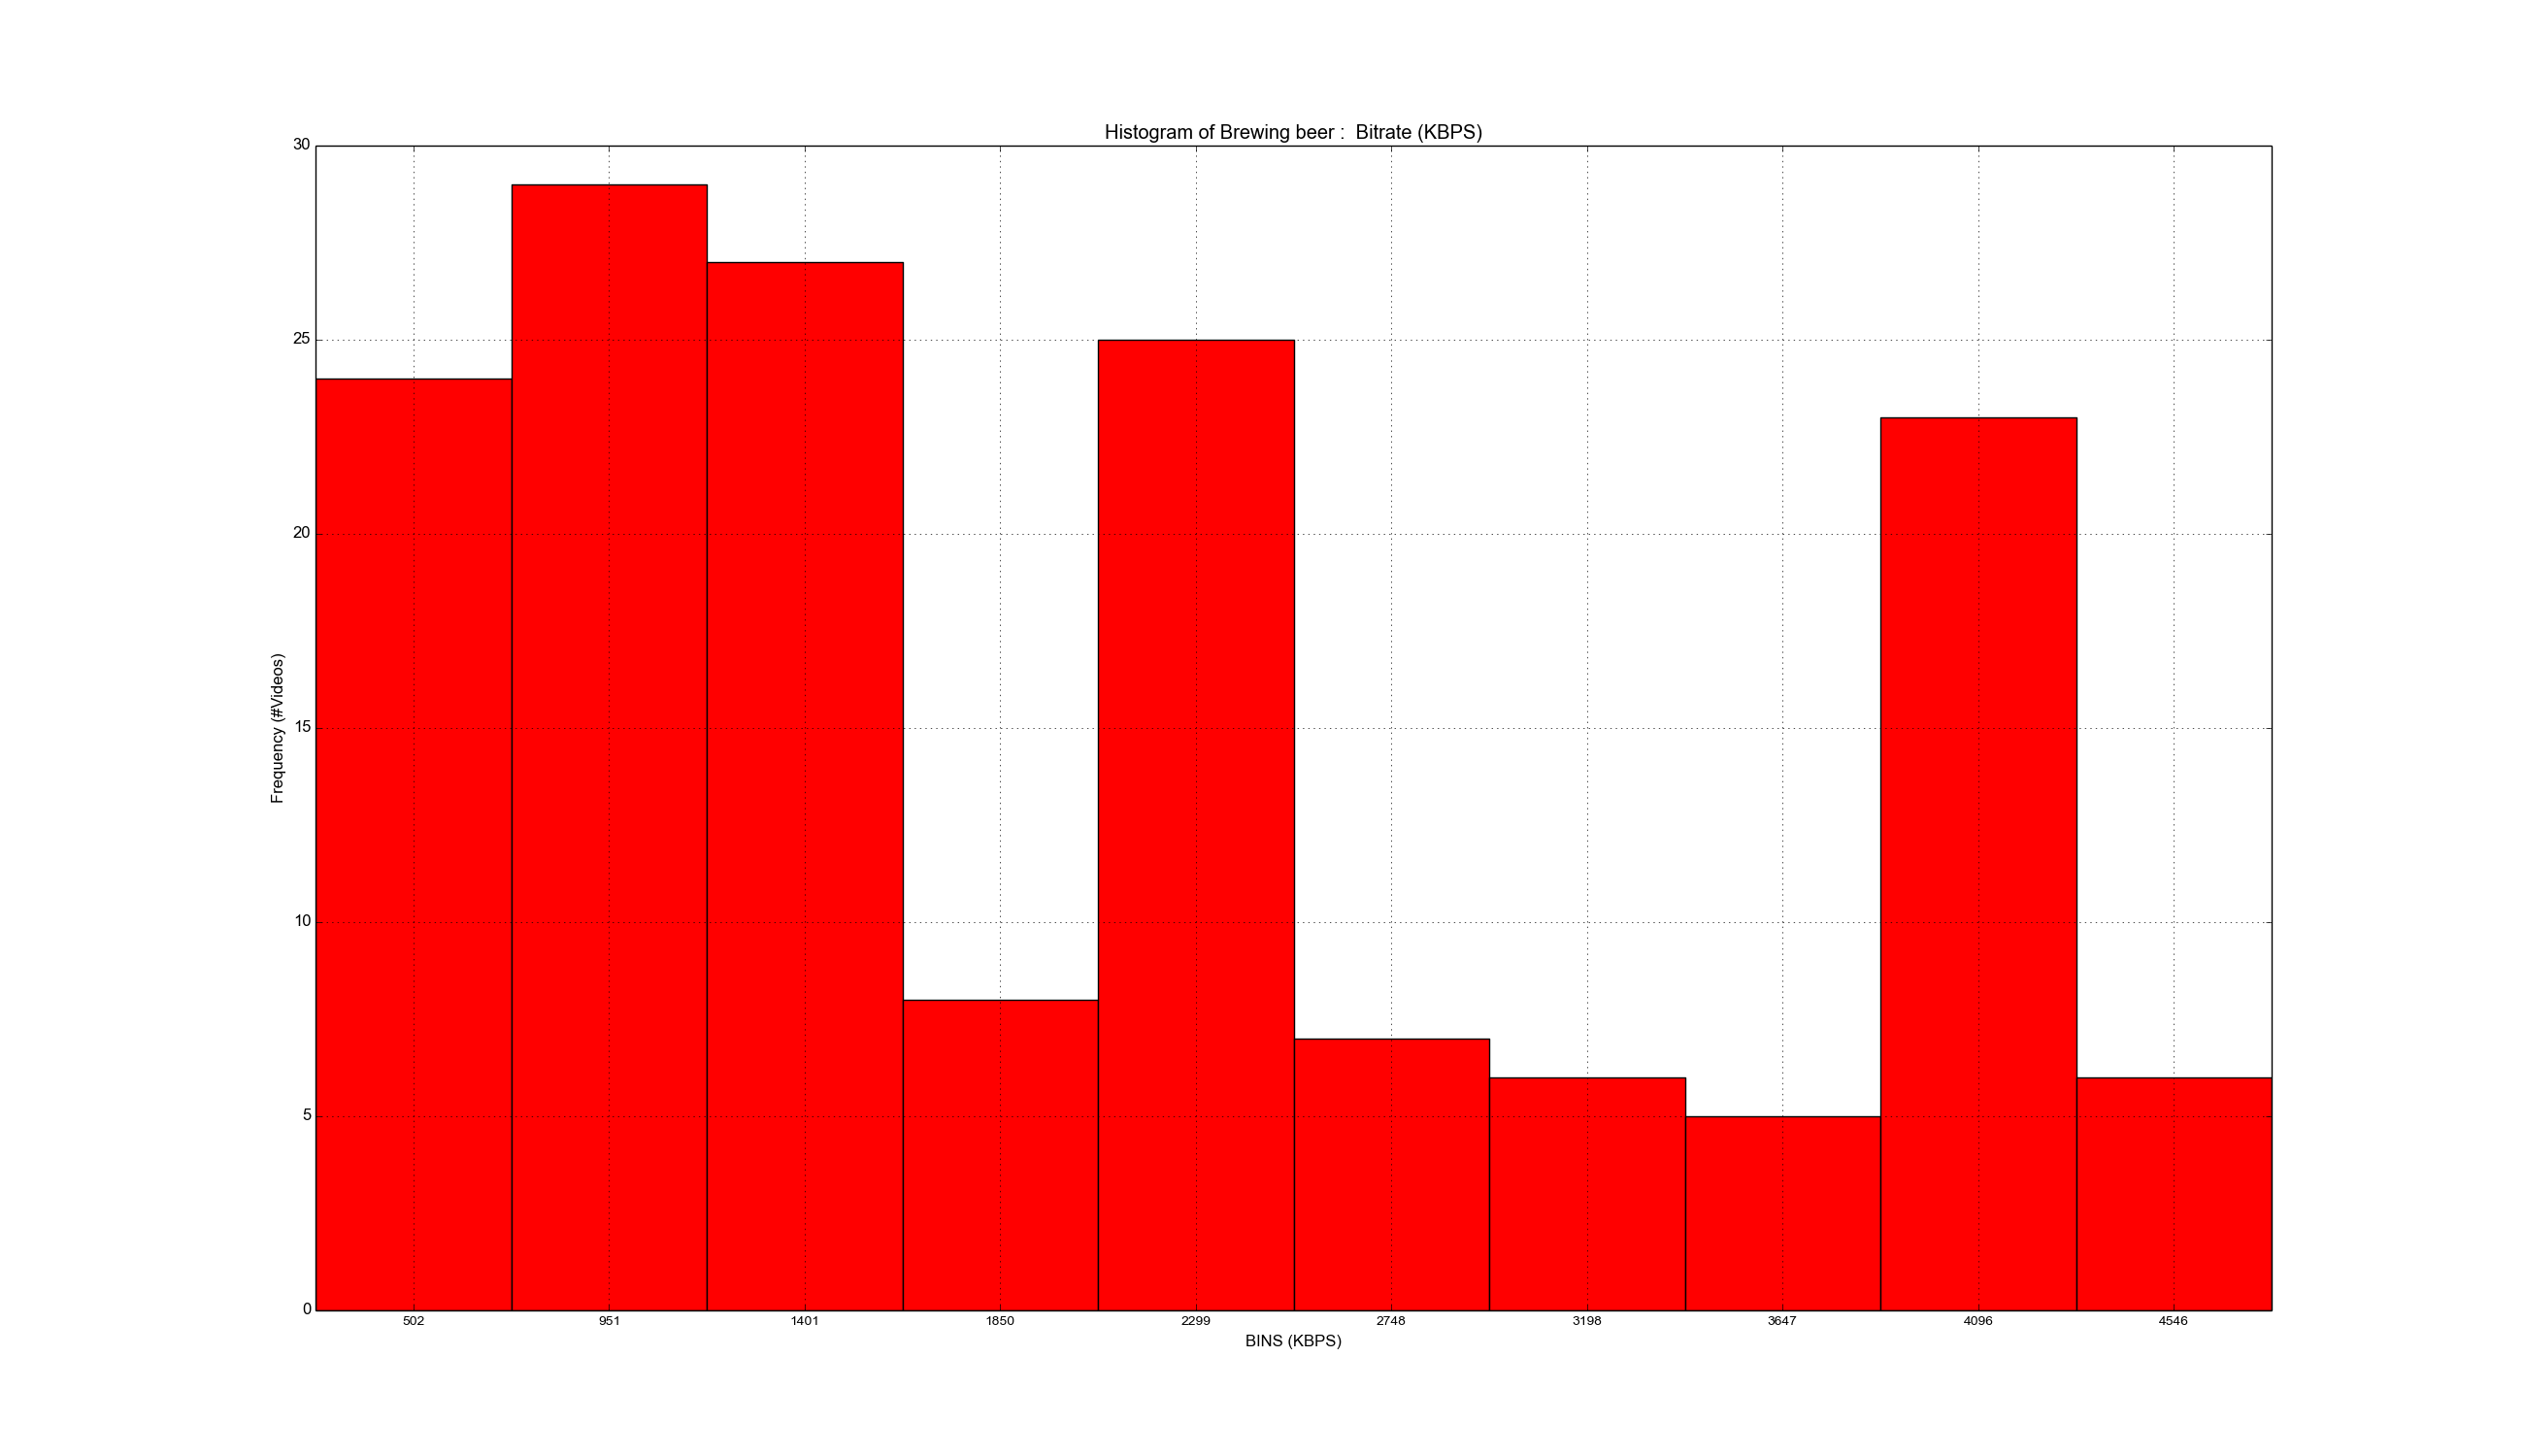 Histogram of Brewing beer :  Bitrate (KBPS)
30
25
20
15
10
5
0
Frequency (#Videos)
502 951 1401 1850 2299 2748 3198 3647 4096 4546
BINS (KBPS)